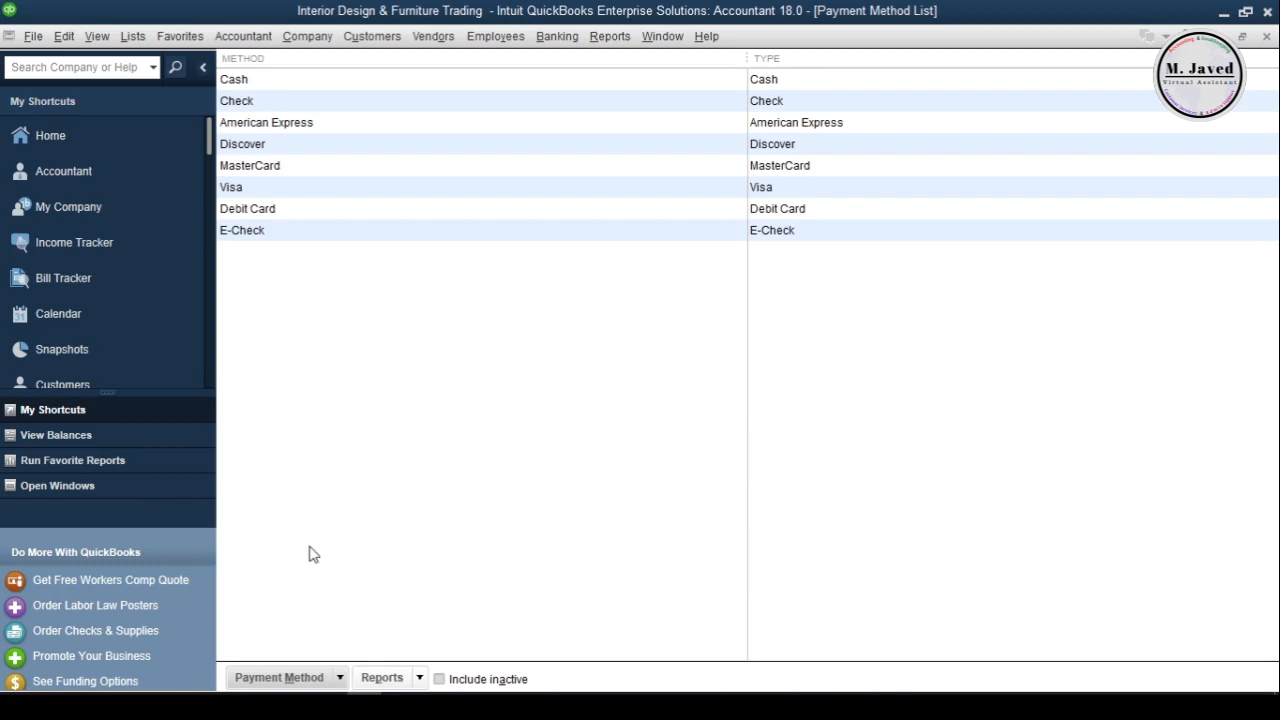 Interior Design & Furniture Trading - Intuit QuickBooks Enterprise Solutions: Accountant 18.0 - [Payment Method List]
File Edit View Lists Favorites Accountant Company Customers Vendors Employees Banking Reports Window Help
Search Company or Help
My Shortcuts
Home
Accountant
My Company
Income Tracker
Bill Tracker
Calendar
Snapshots
Customers
My Shortcuts
View Balances
Run Favorite Reports
Open Windows
Do More With QuickBooks
Get Free Workers Comp Quote
Order Labor Law Posters
Order Checks & Supplies
Promote Your Business
See Funding Options
METHOD TYPE
Cash Cash
Check Check
American Express American Express
Discover Discover
MasterCard MasterCard
Visa Visa
Debit Card Debit Card
E-Check E-Check
Payment Method Reports Include inactive
M. Javed
Virtual Assistant